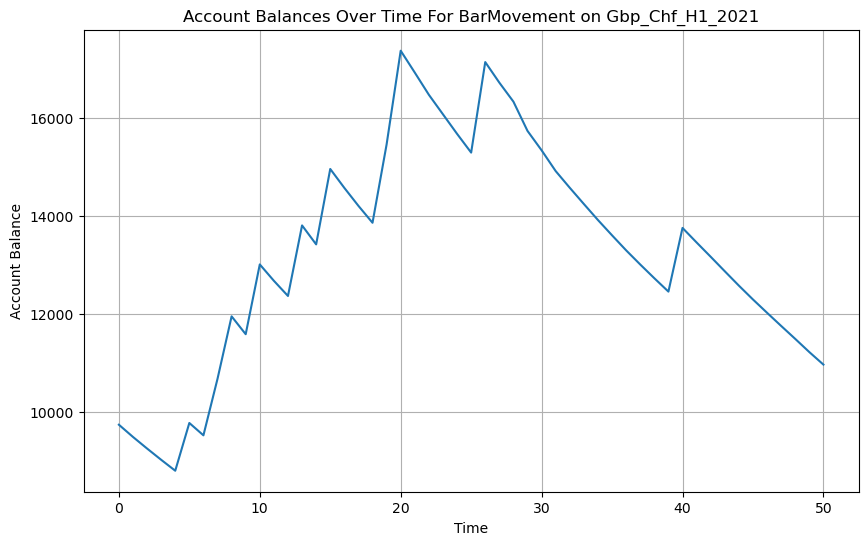 Account Balances Over Time For BarMovement on Gbp_Chf_H1_2021
Account Balance
16000
14000
12000
10000
0 10 20 30 40 50
Time